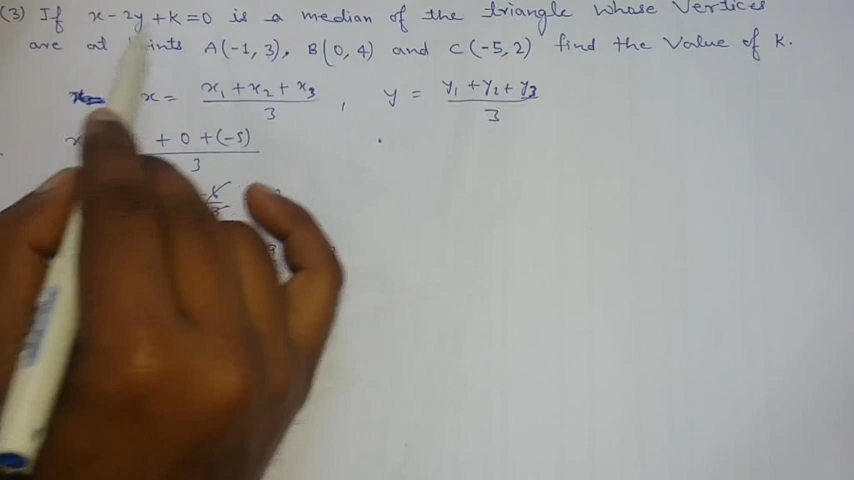 (3) If x - 2y + k = 0 is a median of the triangle whose vertices
are at ints A(-1, 3), B(0, 4) and C(-5, 2) find the value of k.
x = x₁ + x₂ + x₃ / 3 , y = y₁ + y₂ + y₃ / 3
+ 0 + (-5) / 3